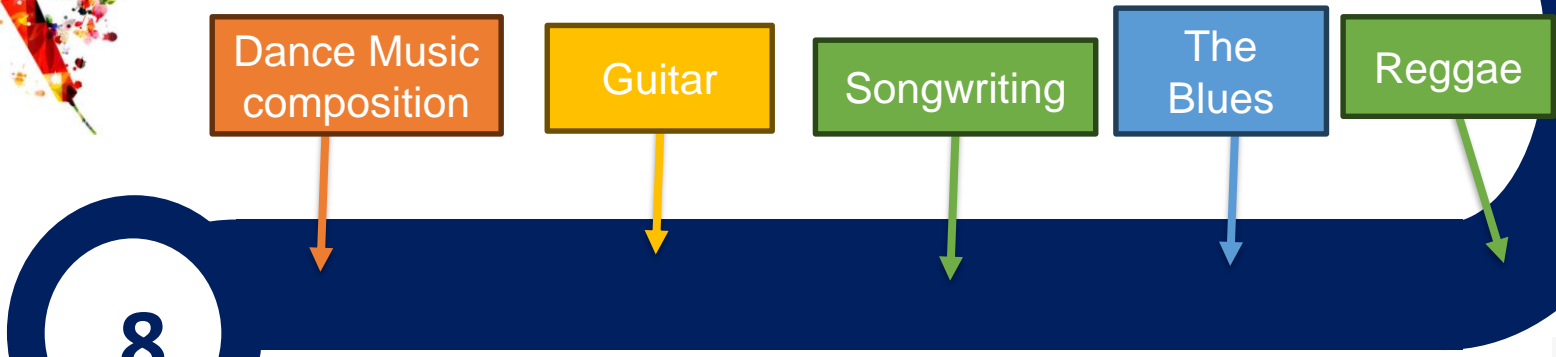 Dance Music
composition
Guitar
Songwriting
The
Blues
Reggae
8